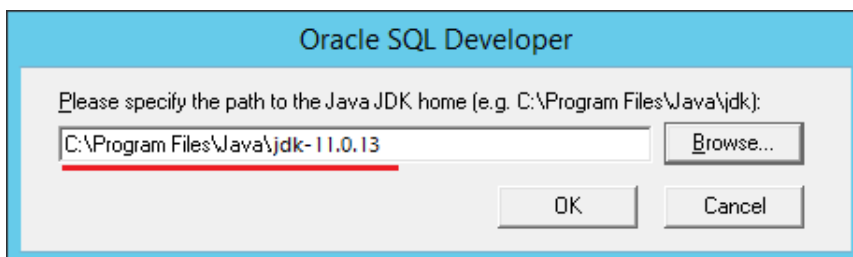 Oracle SQL Developer
Please specify the path to the Java JDK home (e.g. C:\Program Files\Java\jdk):
C:\Program Files\Java\jdk-11.0.13
Browse...
OK
Cancel